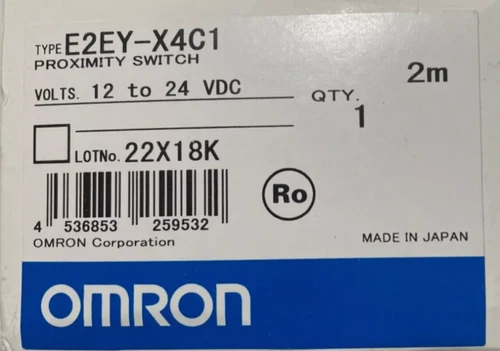 TYPE E2EY-X4C1
PROXIMITY SWITCH
2m
VOLTS. 12 to 24 VDC
QTY.
1
LOTNo. 22X18K
4 536853 259532
Ro
OMRON Corporation
MADE IN JAPAN
OMRON